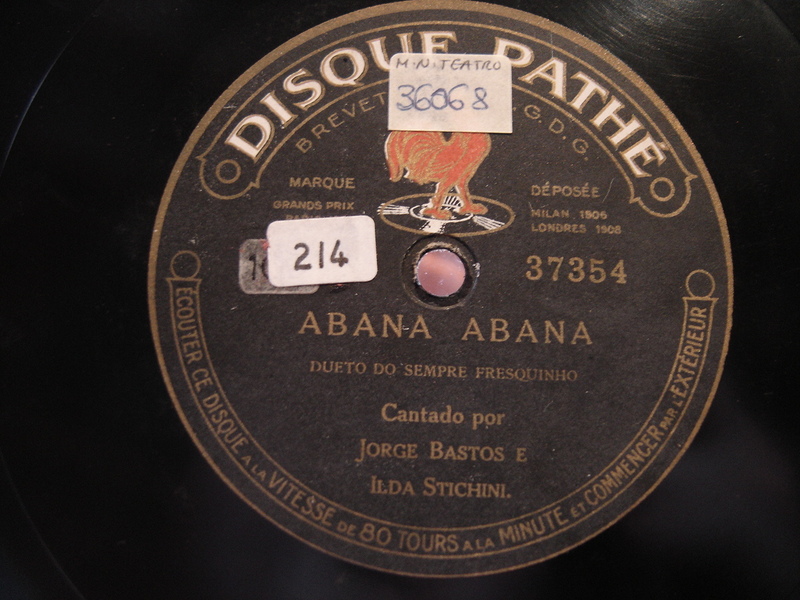 DISQUE PATHÉ
M.N. TEATRO
36068
BREVET G.D.G.
MARQUE DÉPOSÉE
GRANDS PRIX
MILAN 1906
LONDRES 1908
214
37354
ABANA ABANA
DUETO DO SEMPRE FRESQUINHO
Cantado por
JORGE BASTOS E
ILDA STICHINI.
ÉCOUTER CE DISQUE A LA VITESSE DE 80 TOURS A LA MINUTE ET COMMENCER PAR L'EXTÉRIEUR